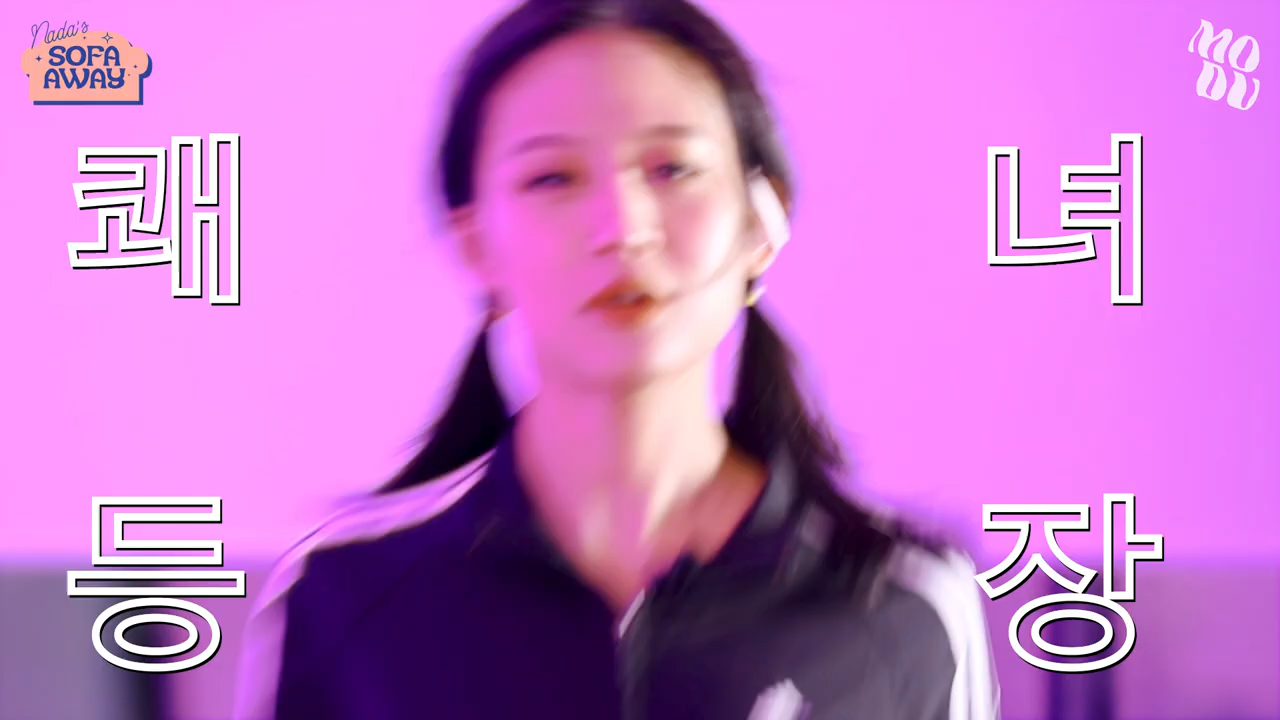 Nada's
SOFA
AWAY
MO
DU
쾌 녀
등 장